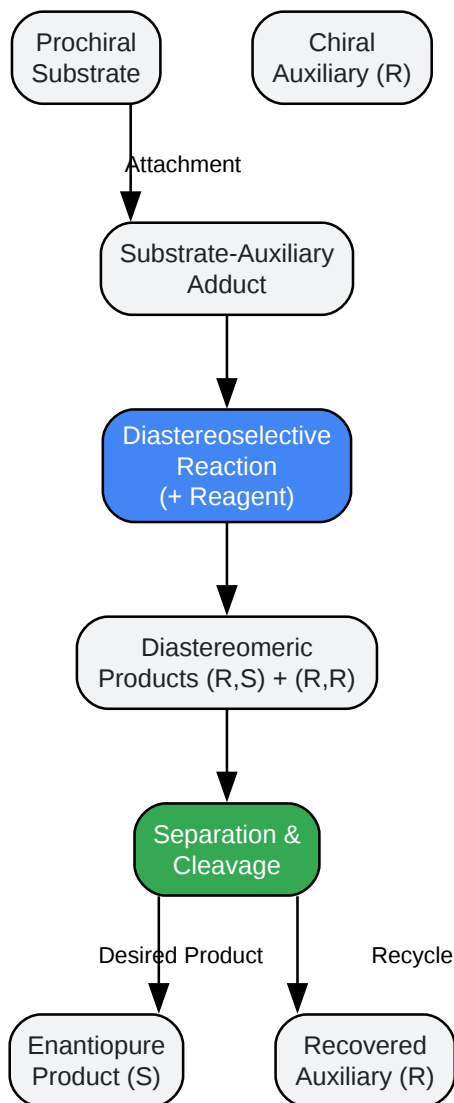 Prochiral
Substrate
Chiral
Auxiliary (R)
Attachment
Substrate-Auxiliary
Adduct
Diastereoselective
Reaction
(+ Reagent)
Diastereomeric
Products (R,S) + (R,R)
Separation &
Cleavage
Desired Product
Recycle
Enantiopure
Product (S)
Recovered
Auxiliary (R)